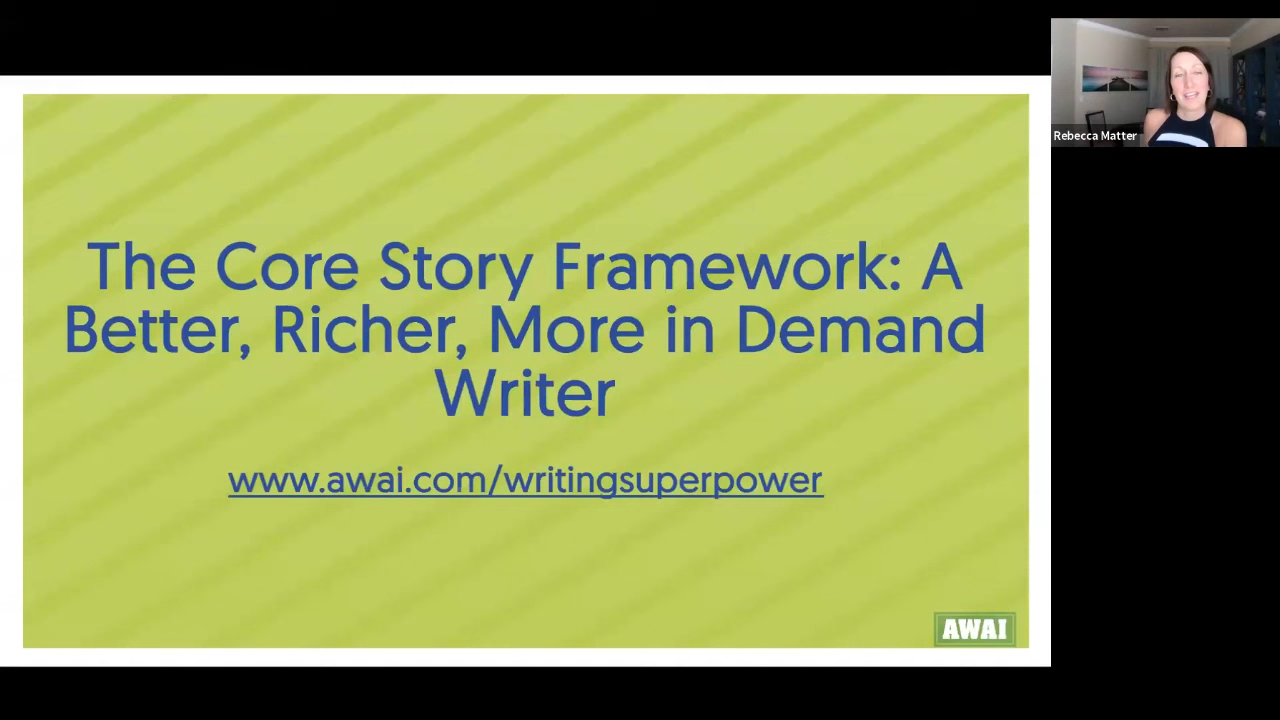 The Core Story Framework: A
Better, Richer, More in Demand
Writer
www.awai.com/writingsuperpower
AWAI
Rebecca Matter